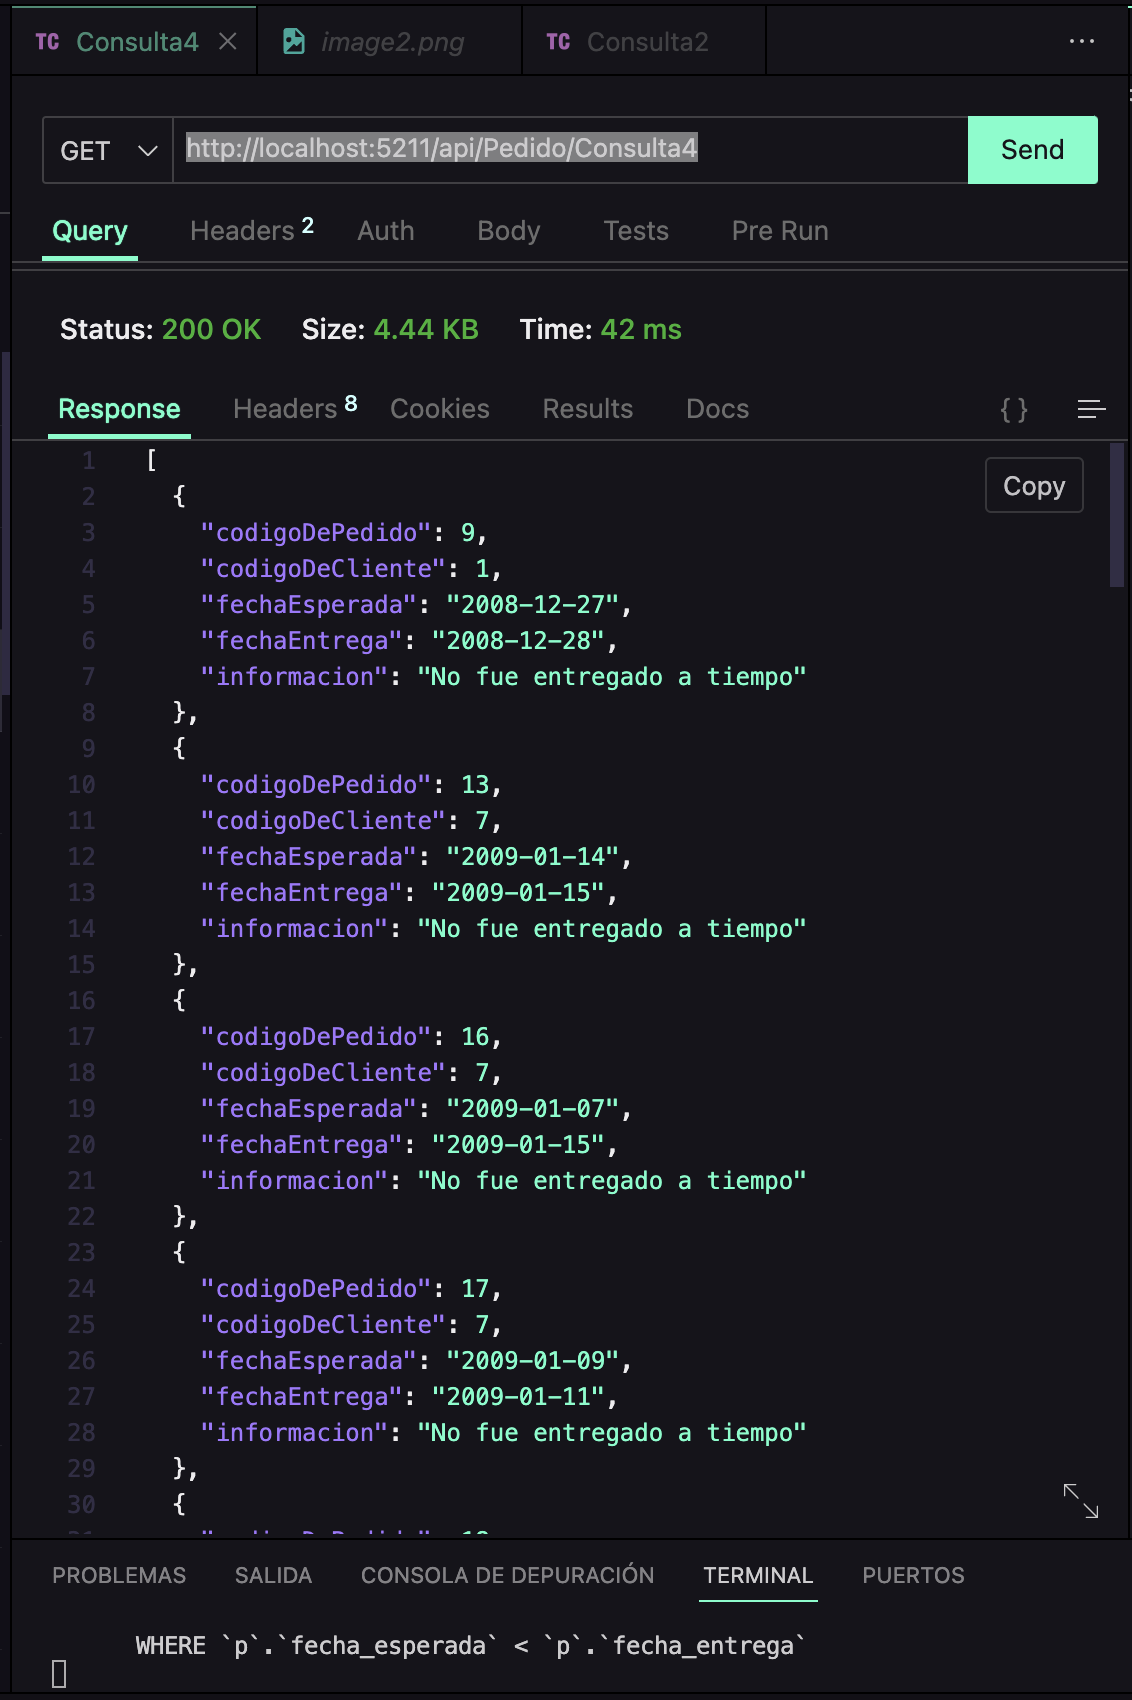 TC Consulta4 image2.png TC Consulta2 ...
GET http://localhost:5211/api/Pedido/Consulta4 Send
Query Headers 2 Auth Body Tests Pre Run
Status: 200 OK Size: 4.44 KB Time: 42 ms
Response Headers 8 Cookies Results Docs { }
Copy
1 [
2 {
3 "codigoDePedido": 9,
4 "codigoDeCliente": 1,
5 "fechaEsperada": "2008-12-27",
6 "fechaEntrega": "2008-12-28",
7 "informacion": "No fue entregado a tiempo"
8 },
9 {
10 "codigoDePedido": 13,
11 "codigoDeCliente": 7,
12 "fechaEsperada": "2009-01-14",
13 "fechaEntrega": "2009-01-15",
14 "informacion": "No fue entregado a tiempo"
15 },
16 {
17 "codigoDePedido": 16,
18 "codigoDeCliente": 7,
19 "fechaEsperada": "2009-01-07",
20 "fechaEntrega": "2009-01-15",
21 "informacion": "No fue entregado a tiempo"
22 },
23 {
24 "codigoDePedido": 17,
25 "codigoDeCliente": 7,
26 "fechaEsperada": "2009-01-09",
27 "fechaEntrega": "2009-01-11",
28 "informacion": "No fue entregado a tiempo"
29 },
30 {
PROBLEMAS SALIDA CONSOLA DE DEPURACIÓN TERMINAL PUERTOS
WHERE `p`.`fecha_esperada` < `p`.`fecha_entrega`